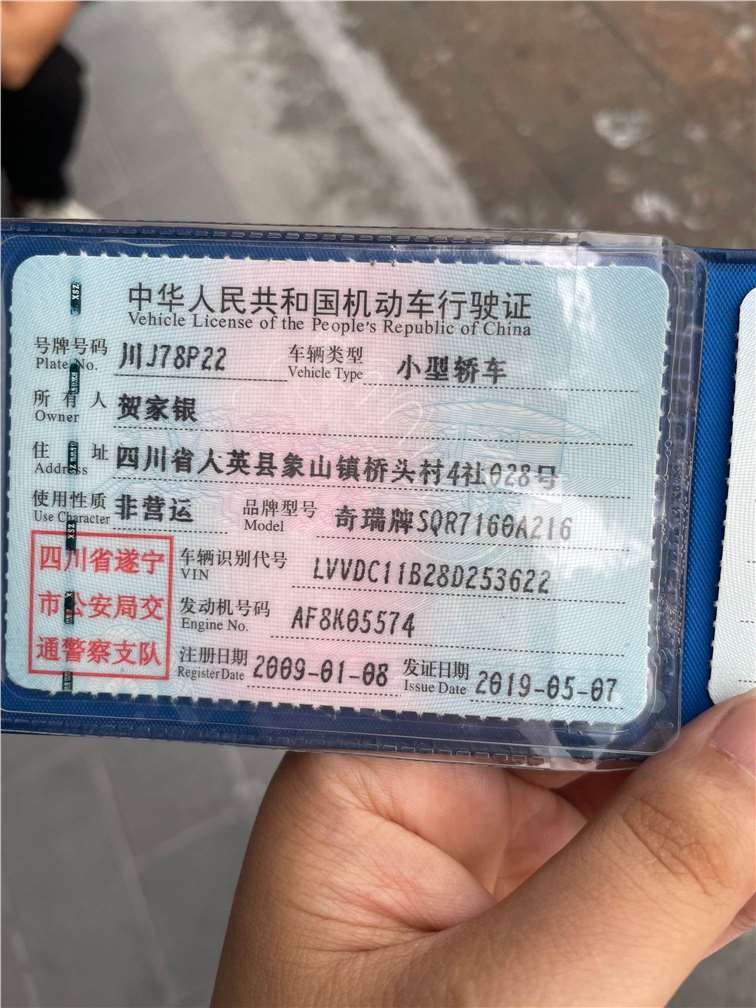 中华人民共和国机动车行驶证
Vehicle License of the People's Republic of China
号牌号码 川J78P22 车辆类型 小型轿车
Plate No. Vehicle Type
所有人 贺家银
Owner
住址 四川省人英县象山镇桥头村4社028号
Address
使用性质 非营运 品牌型号 奇瑞牌SQR7160A216
Use Character Model
四川省遂宁
市公安局交
通警察支队
车辆识别代号 LVVDC11B28D253622
VIN
发动机号码 AF8K05574
Engine No.
注册日期 2009-01-08 发证日期 2019-05-07
Register Date Issue Date